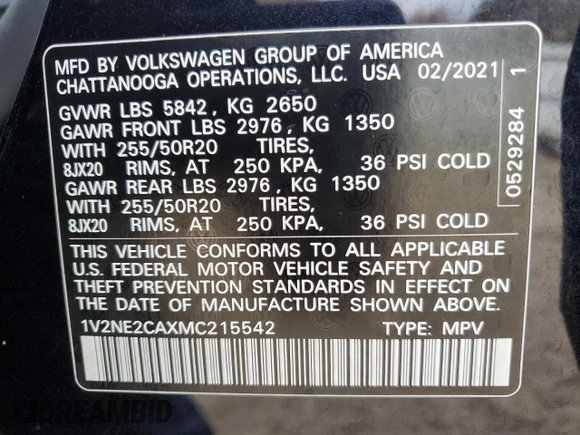 MFD BY VOLKSWAGEN GROUP OF AMERICA
CHATTANOOGA OPERATIONS, LLC. USA 02/2021
GVWR LBS 5842, KG 2650
GAWR FRONT LBS 2976, KG 1350
WITH 255/50R20 TIRES,
8JX20 RIMS, AT 250 KPA, 36 PSI COLD
GAWR REAR LBS 2976, KG 1350
WITH 255/50R20 TIRES,
8JX20 RIMS, AT 250 KPA, 36 PSI COLD
THIS VEHICLE CONFORMS TO ALL APPLICABLE
U.S. FEDERAL MOTOR VEHICLE SAFETY AND
THEFT PREVENTION STANDARDS IN EFFECT ON
THE DATE OF MANUFACTURE SHOWN ABOVE.
1V2NE2CAXMC215542 TYPE: MPV
0529284 1
DREAMBID